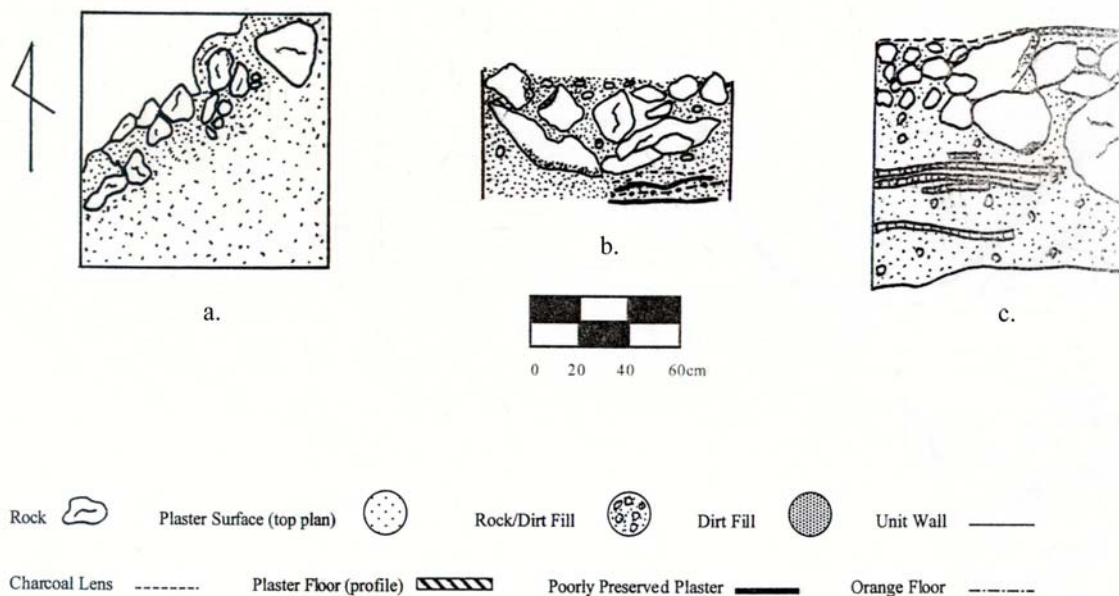 a.
b.
c.
0 20 40 60cm
Rock Plaster Surface (top plan) Rock/Dirt Fill Dirt Fill Unit Wall
Charcoal Lens Plaster Floor (profile) Poorly Preserved Plaster Orange Floor